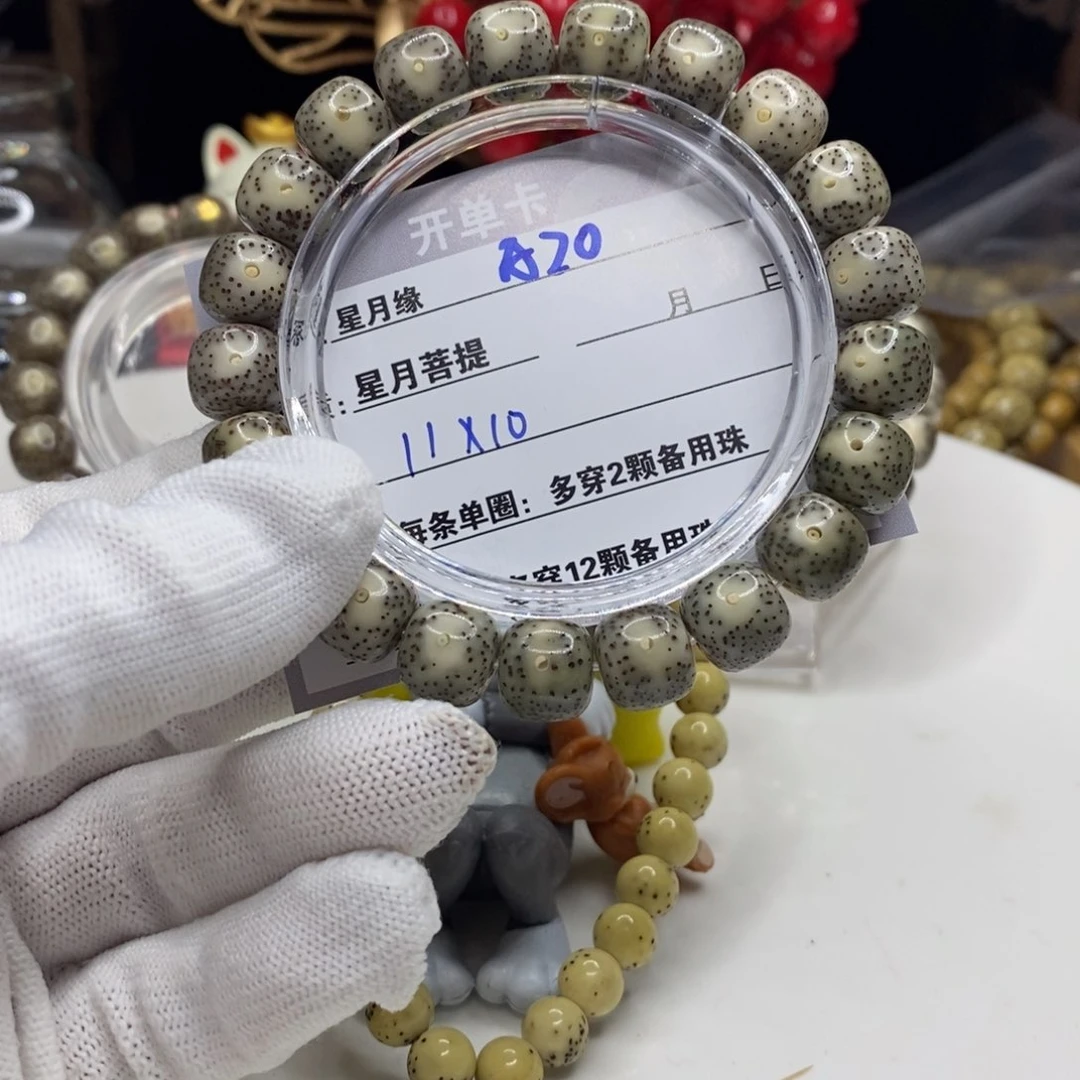 开单卡
A20
星月缘
月 日
星月菩提
11X10
每条单圈：多穿2颗备用珠
多穿12颗备用珠